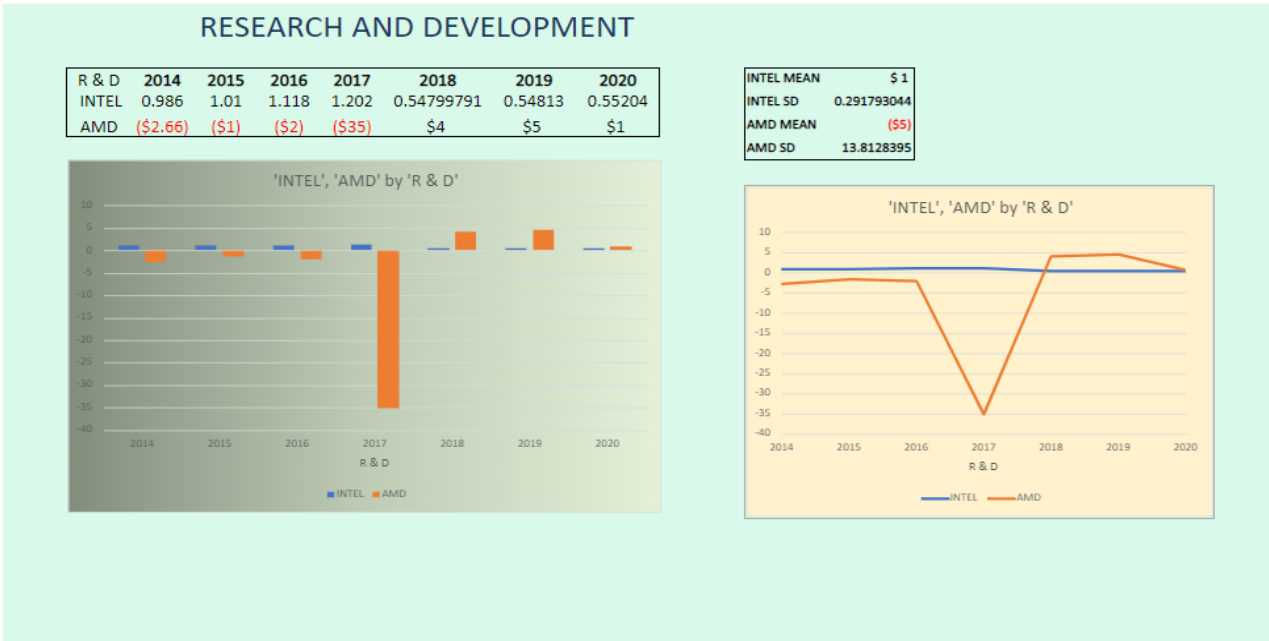 RESEARCH AND DEVELOPMENT
R & D 2014 2015 2016 2017 2018 2019 2020
INTEL 0.986 1.01 1.118 1.202 0.54799791 0.54813 0.55204
AMD ($2.66) ($1) ($2) ($35) $4 $5 $1
INTEL MEAN $ 1
INTEL SD 0.291793044
AMD MEAN ($5)
AMD SD 13.8128395
'INTEL', 'AMD' by 'R & D'
10
5
0
-5
-10
-15
-20
-25
-30
-35
-40
2014 2015 2016 2017 2018 2019 2020
R & D
INTEL AMD
'INTEL', 'AMD' by 'R & D'
10
5
0
-5
-10
-15
-20
-25
-30
-35
-40
2014 2015 2016 2017 2018 2019 2020
R & D
INTEL AMD